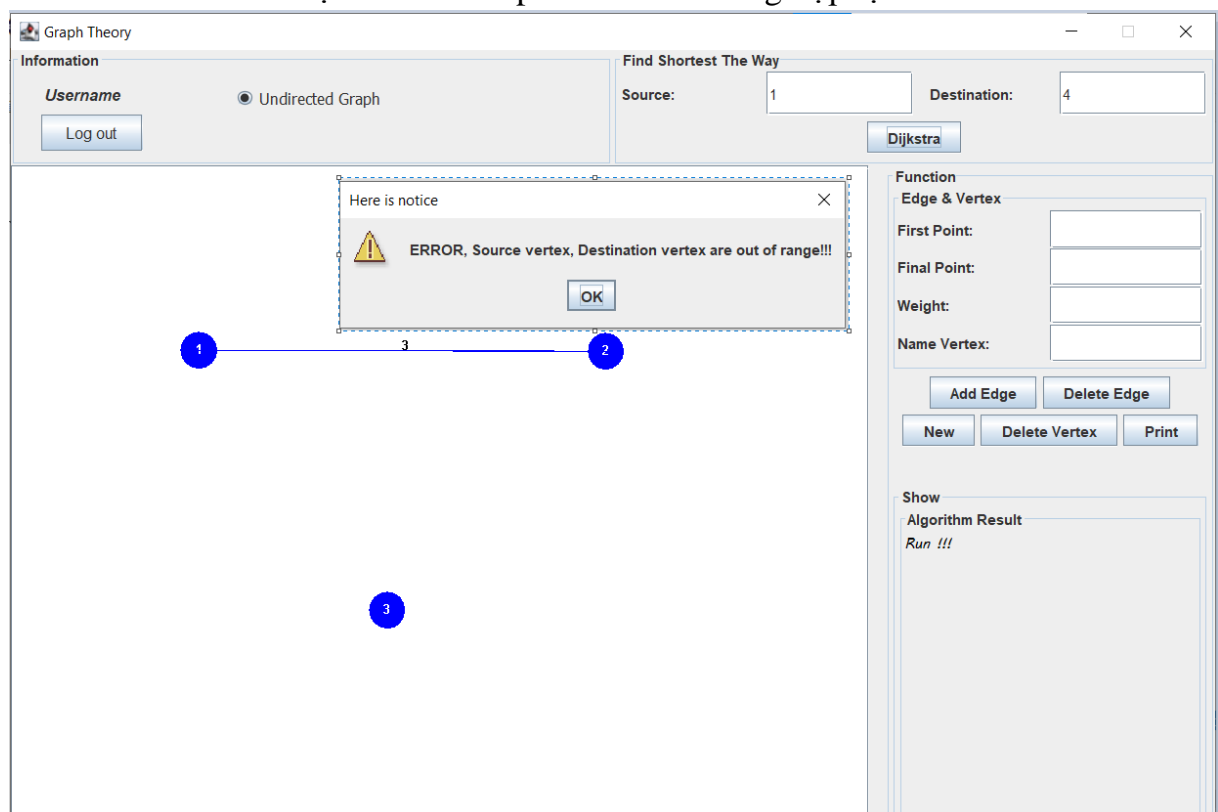 Graph Theory
Information
Username
Undirected Graph
Log out
Find Shortest The Way
Source:
1
Destination:
4
Dijkstra
Here is notice
ERROR, Source vertex, Destination vertex are out of range!!!
OK
1
3
2
3
Function
Edge & Vertex
First Point:
Final Point:
Weight:
Name Vertex:
Add Edge
Delete Edge
New
Delete Vertex
Print
Show
Algorithm Result
Run !!!